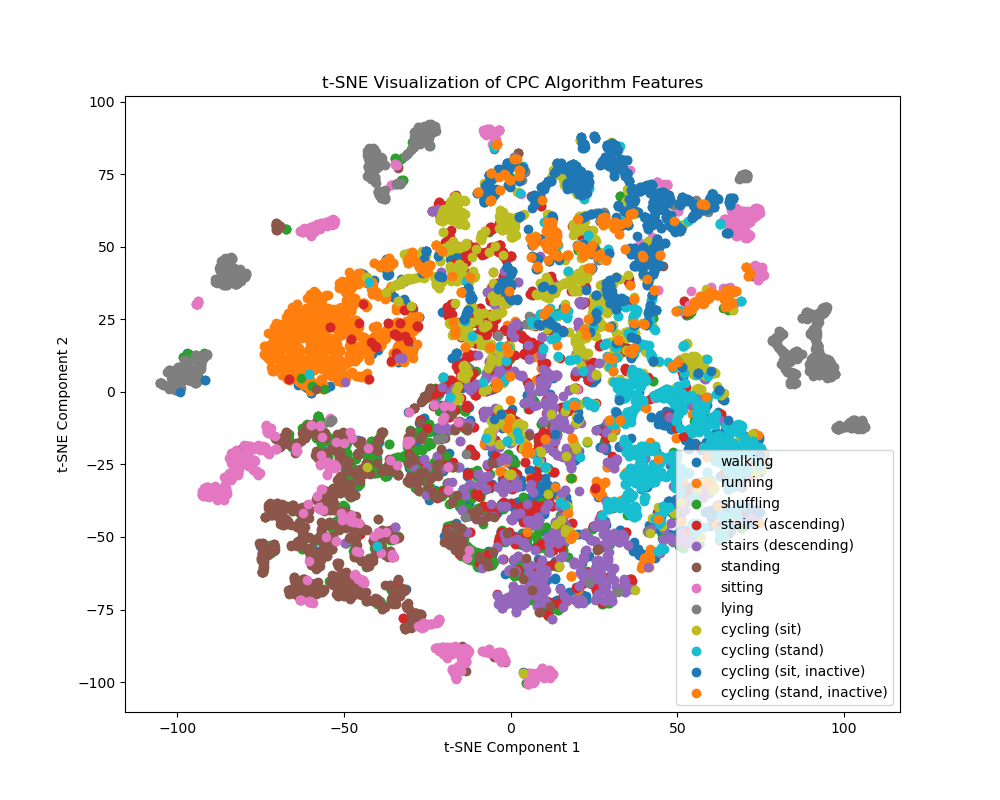 t-SNE Visualization of CPC Algorithm Features
100
75
50
25
0
−25
−50
−75
−100
t-SNE Component 2
−100
−50
0
50
100
t-SNE Component 1
walking
running
shuffling
stairs (ascending)
stairs (descending)
standing
sitting
lying
cycling (sit)
cycling (stand)
cycling (sit, inactive)
cycling (stand, inactive)